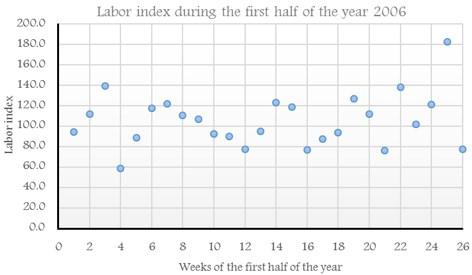 Labor index during the first half of the year 2006
200.0
180.0
160.0
140.0
120.0
100.0
80.0
60.0
40.0
20.0
0.0
Labor index
0 2 4 6 8 10 12 14 16 18 20 22 24 26
Weeks of the first half of the year